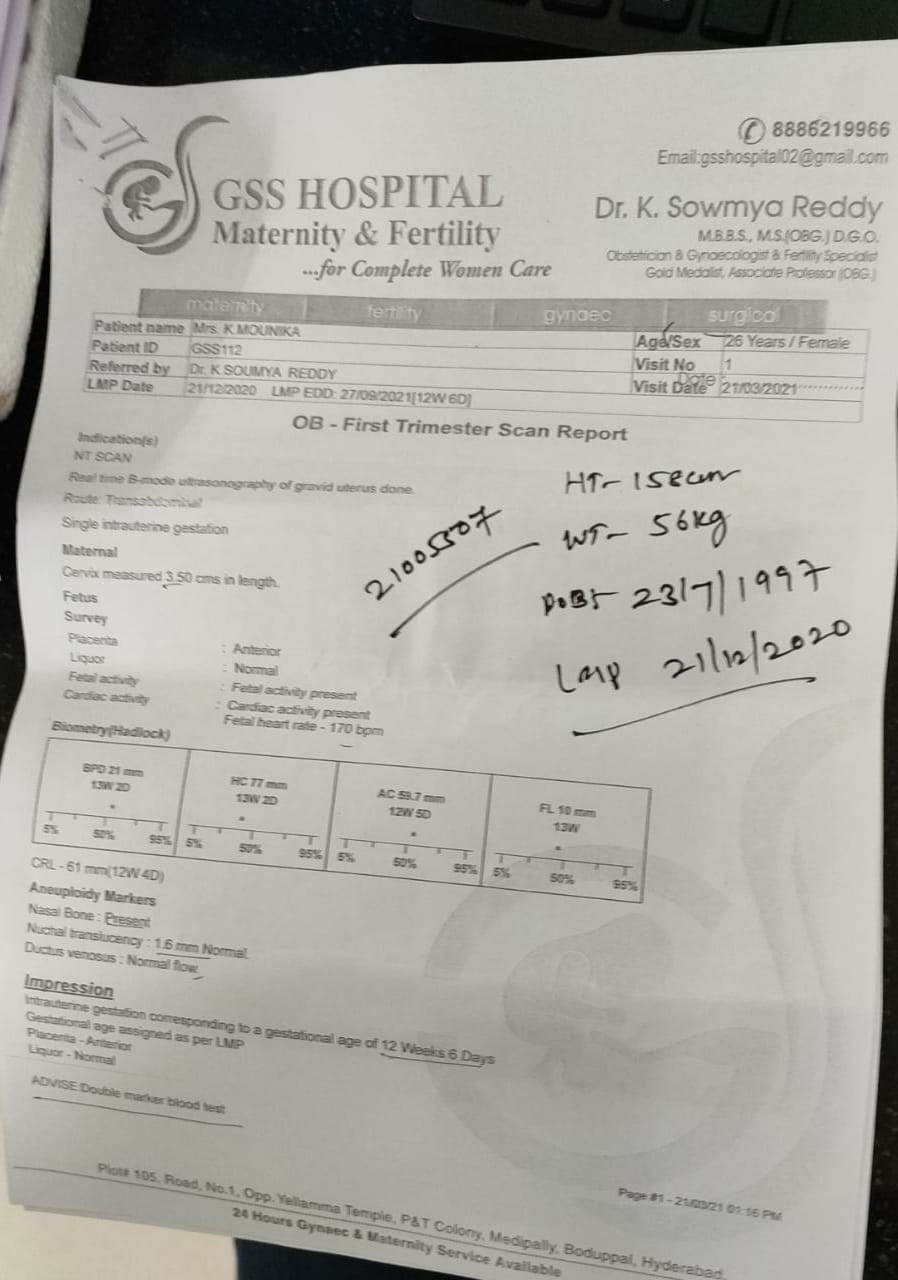 8886219966
Email:gsshospital02@gmail.com
GSS HOSPITAL
Maternity & Fertility
...for Complete Women Care
Dr. K. Sowmya Reddy
M.B.B.S., M.S.(OBG.) D.G.O.
Obstetrician & Gynaecologist & Fertility Specialist
Gold Medalist, Associate Professor (OBG.)
maternity fertility gynaec surgical
Patient name Mrs. K MOUNIKA Age/Sex 26 Years / Female
Patient ID GSS112 Visit No 1
Referred by Dr. K SOUMYA REDDY Visit Date 21/03/2021
Date
LMP Date 21/12/2020 LMP EDD: 27/09/2021[12W 6D]
OB - First Trimester Scan Report
Indication(s)
NT SCAN
Real time B-mode ultrasonography of gravid uterus done.
Route: Transabdominal
Single intrauterine gestation
Maternal
Cervix measured 3.50 cms in length.
Fetus
Survey
Placenta : Anterior
Liquor : Normal
Fetal activity : Fetal activity present
Cardiac activity : Cardiac activity present
Fetal heart rate - 170 bpm
21005507
HT- 158cm
WT- 56kg
DOB- 23/7/1997
Lmp 21/12/2020
Biometry(Hadlock)
BPD 21 mm HC 77 mm AC 59.7 mm FL 10 mm
13W 2D 13W 2D 12W 5D 13W
5% 50% 95% 5% 50% 95% 5% 50% 95% 5% 50% 95%
CRL - 61 mm(12W 4D)
Aneuploidy Markers
Nasal Bone : Present
Nuchal translucency : 1.6 mm Normal.
Ductus venosus : Normal flow.
Impression
Intrauterine gestation corresponding to a gestational age of 12 Weeks 6 Days
Gestational age assigned as per LMP
Placenta - Anterior
Liquor - Normal
ADVISE:Double marker blood test
Page #1 - 21/03/21 01:16 PM
Plot# 105, Road, No.1, Opp. Yellamma Temple, P&T Colony, Medipally, Boduppal, Hyderabad.
24 Hours Gynaec & Maternity Service Available